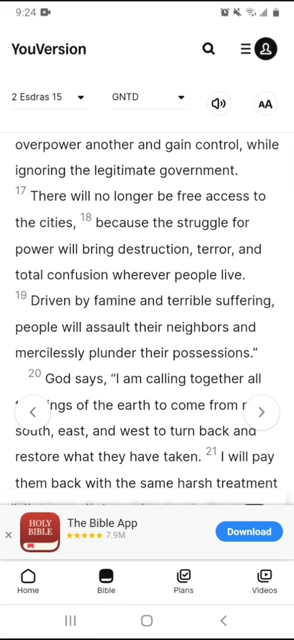 9:24
YouVersion
2 Esdras 15 GNTD AA
overpower another and gain control, while
ignoring the legitimate government.
17 There will no longer be free access to
the cities, 18 because the struggle for
power will bring destruction, terror, and
total confusion wherever people live.
19 Driven by famine and terrible suffering,
people will assault their neighbors and
mercilessly plunder their possessions.”
20 God says, “I am calling together all
ings of the earth to come from
south, east, and west to turn back and
restore what they have taken. 21 I will pay
them back with the same harsh treatment
HOLY
BIBLE
The Bible App
★★★★★ 7.9M
Download
Home Bible Plans Videos